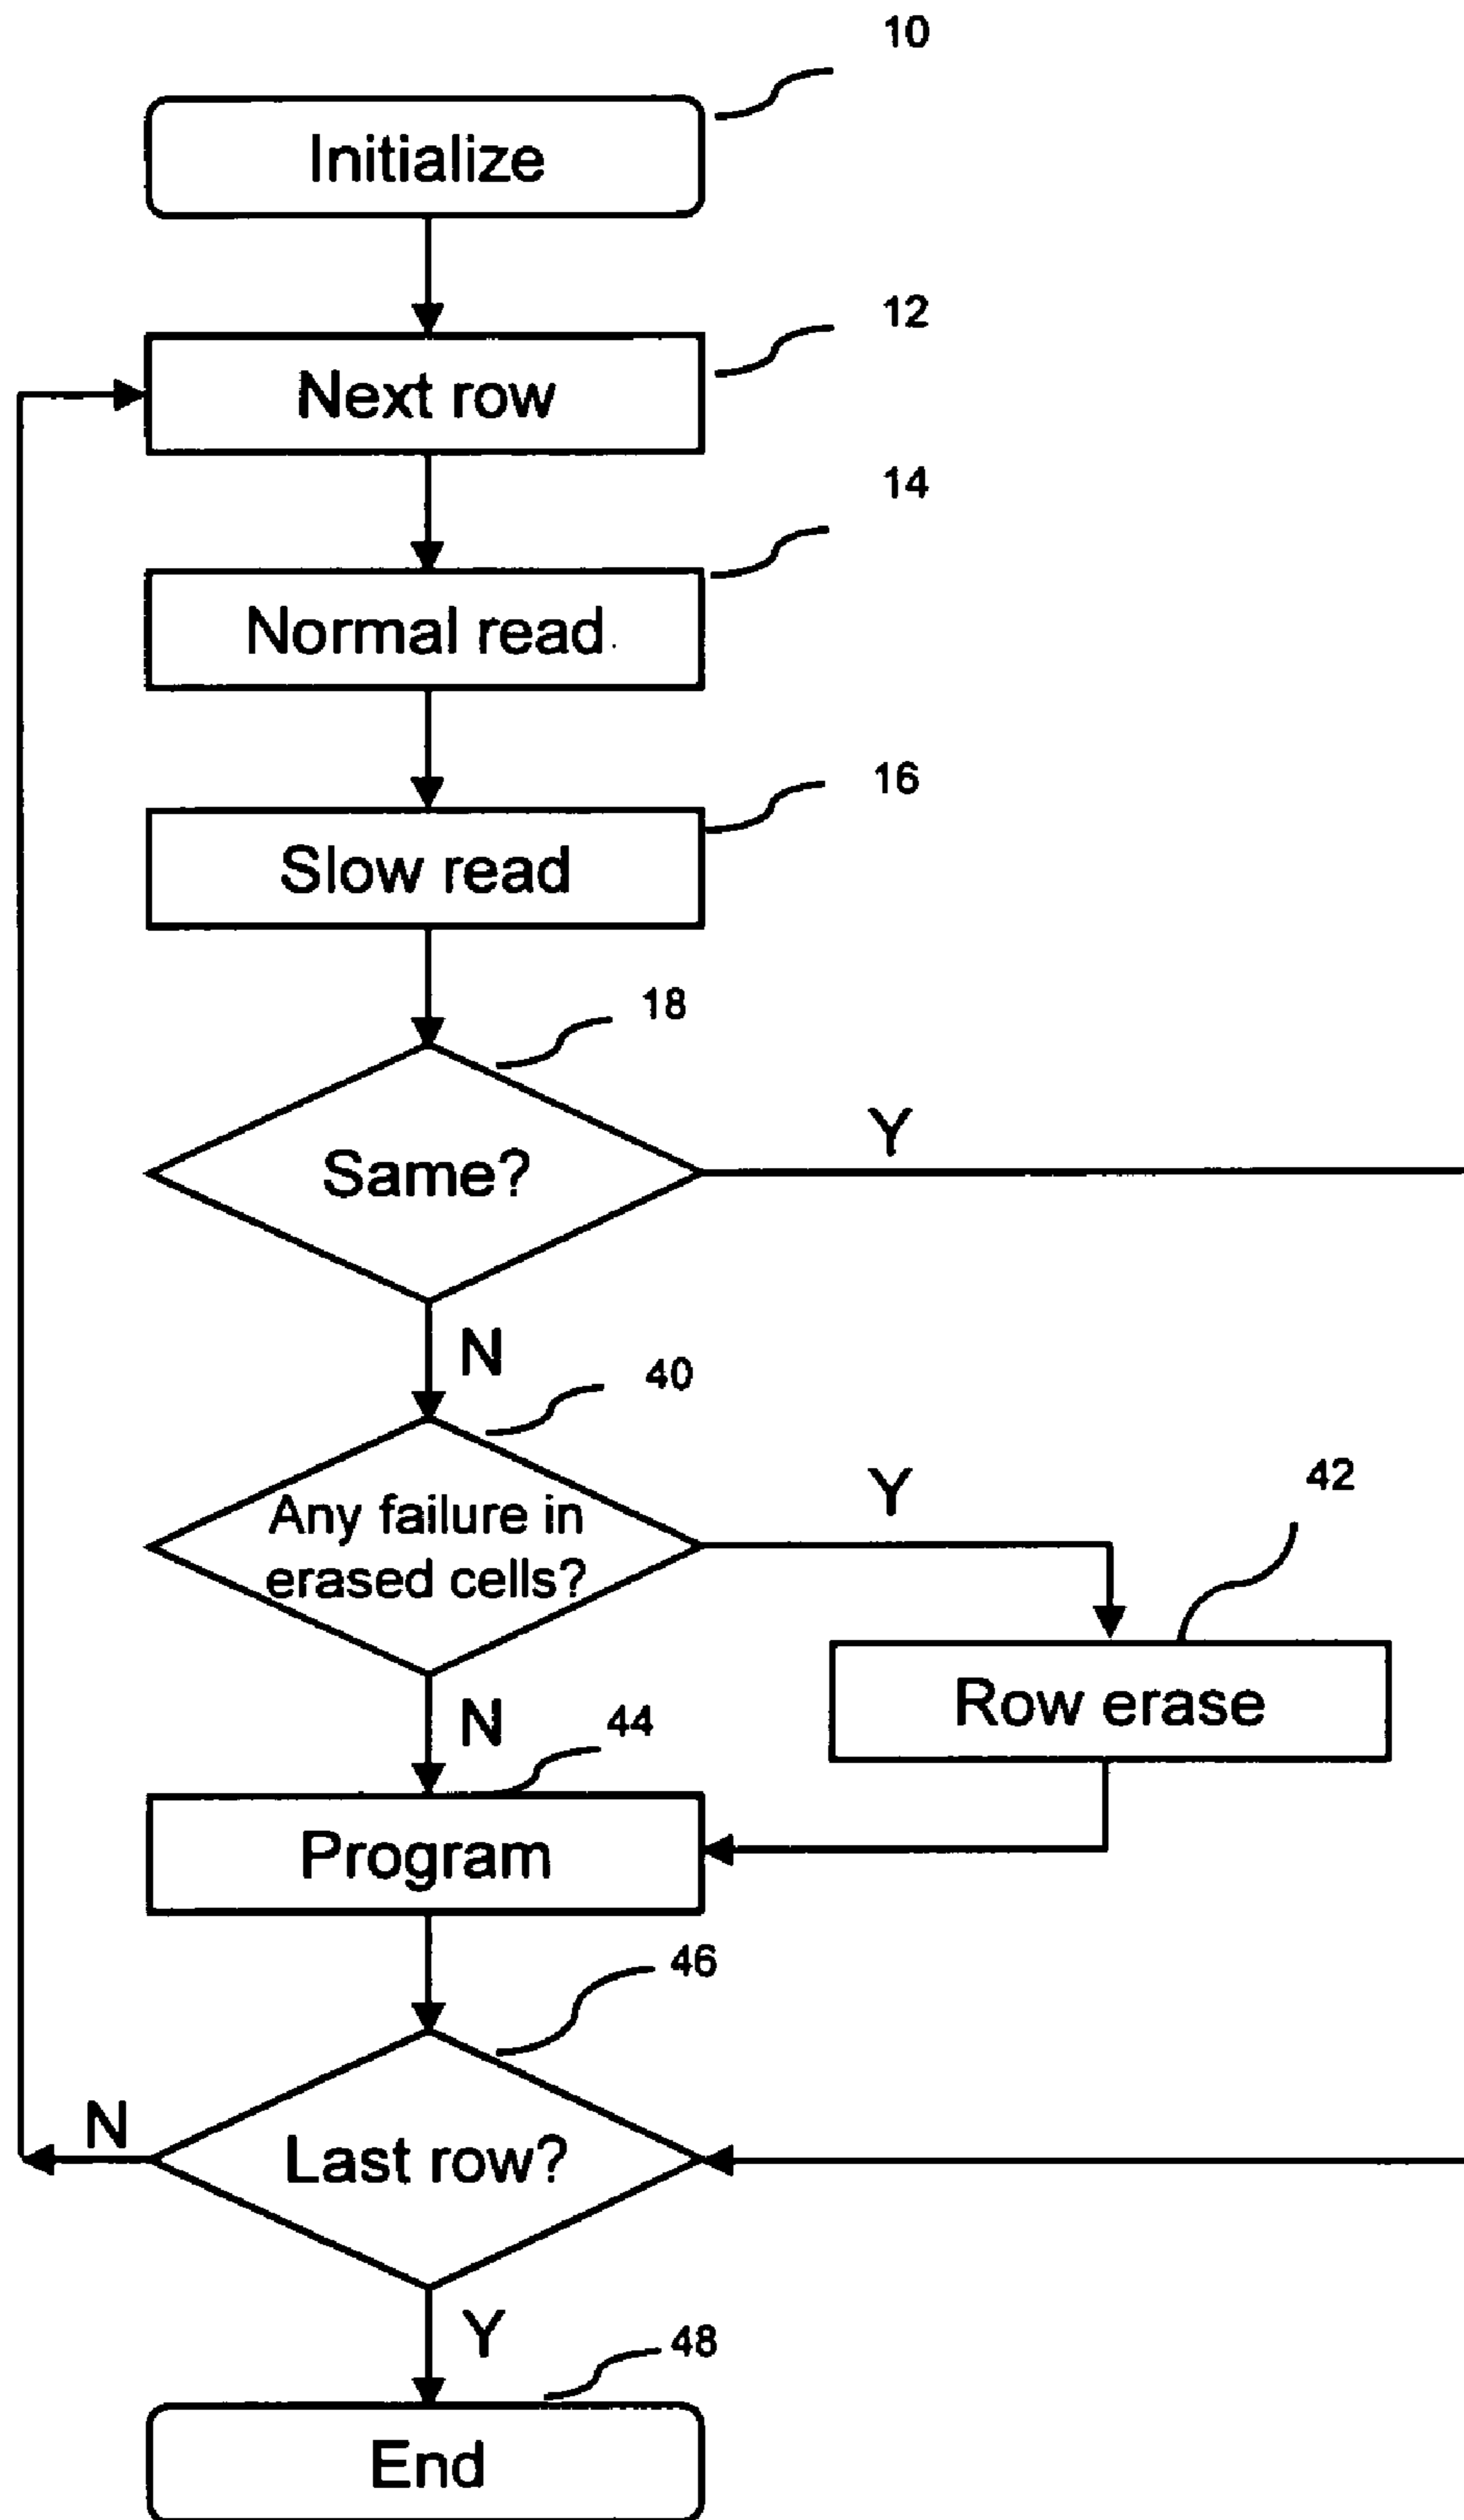 10
Initialize
12
Next row
14
Normal read
16
Slow read
18
Same?
Y
N
40
Any failure in
erased cells?
Y
42
Row erase
N
44
Program
46
Last row?
N
Y
48
End